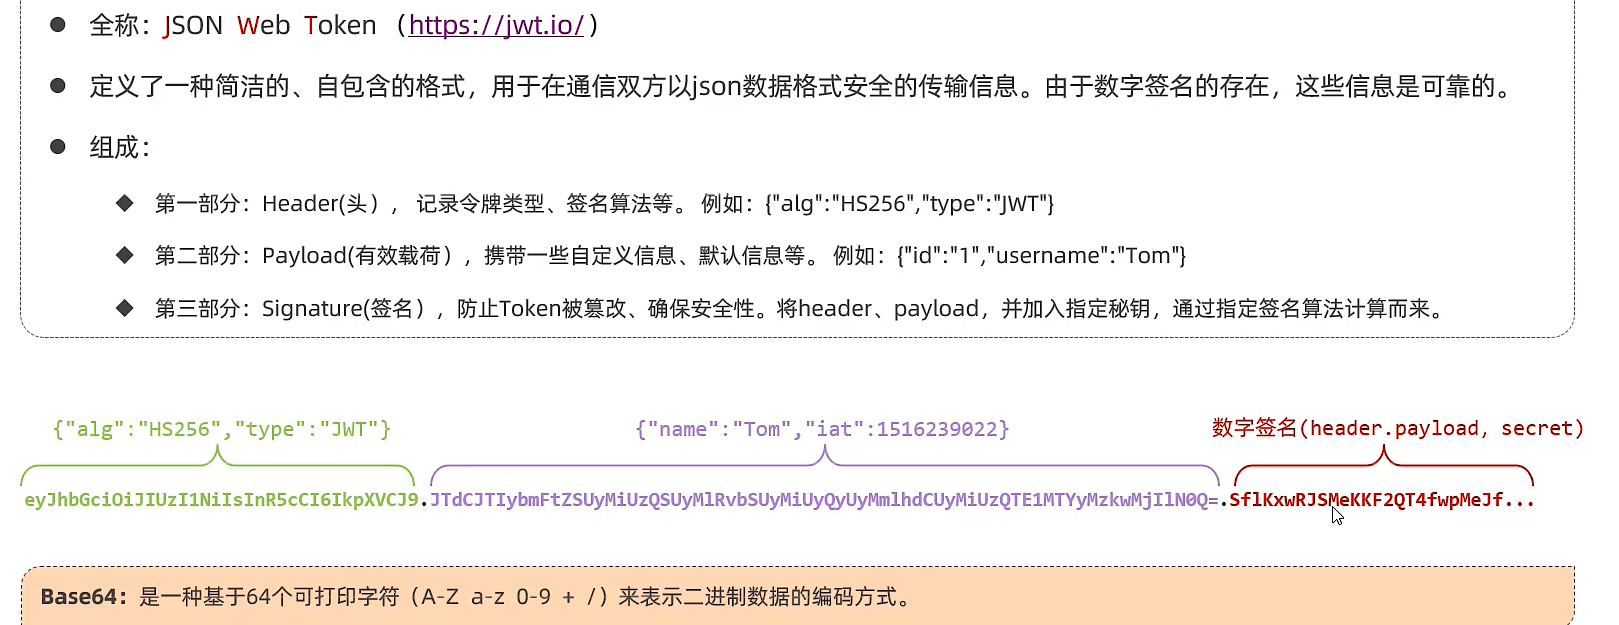 ● 全称：JSON Web Token（https://jwt.io/）
● 定义了一种简洁的、自包含的格式，用于在通信双方以json数据格式安全的传输信息。由于数字签名的存在，这些信息是可靠的。
● 组成：
◆ 第一部分：Header(头）， 记录令牌类型、签名算法等。 例如：{"alg":"HS256","type":"JWT"}
◆ 第二部分：Payload(有效载荷），携带一些自定义信息、默认信息等。 例如：{"id":"1","username":"Tom"}
◆ 第三部分：Signature(签名），防止Token被篡改、确保安全性。将header、payload，并加入指定秘钥，通过指定签名算法计算而来。
{"alg":"HS256","type":"JWT"} {"name":"Tom","iat":1516239022} 数字签名(header.payload, secret)
eyJhbGciOiJIUzI1NiIsInR5cCI6IkpXVCJ9.JTdCJTIybmFtZSUyMiUzQSUyMlRvbSUyMiUyQyUyMmlhdCUyMiUzQTE1MTYyMzkwMjIlN0Q=.SflKxwRJSMeKKF2QT4fwpMeJf...
Base64：是一种基于64个可打印字符（A-Z a-z 0-9 + /）来表示二进制数据的编码方式。